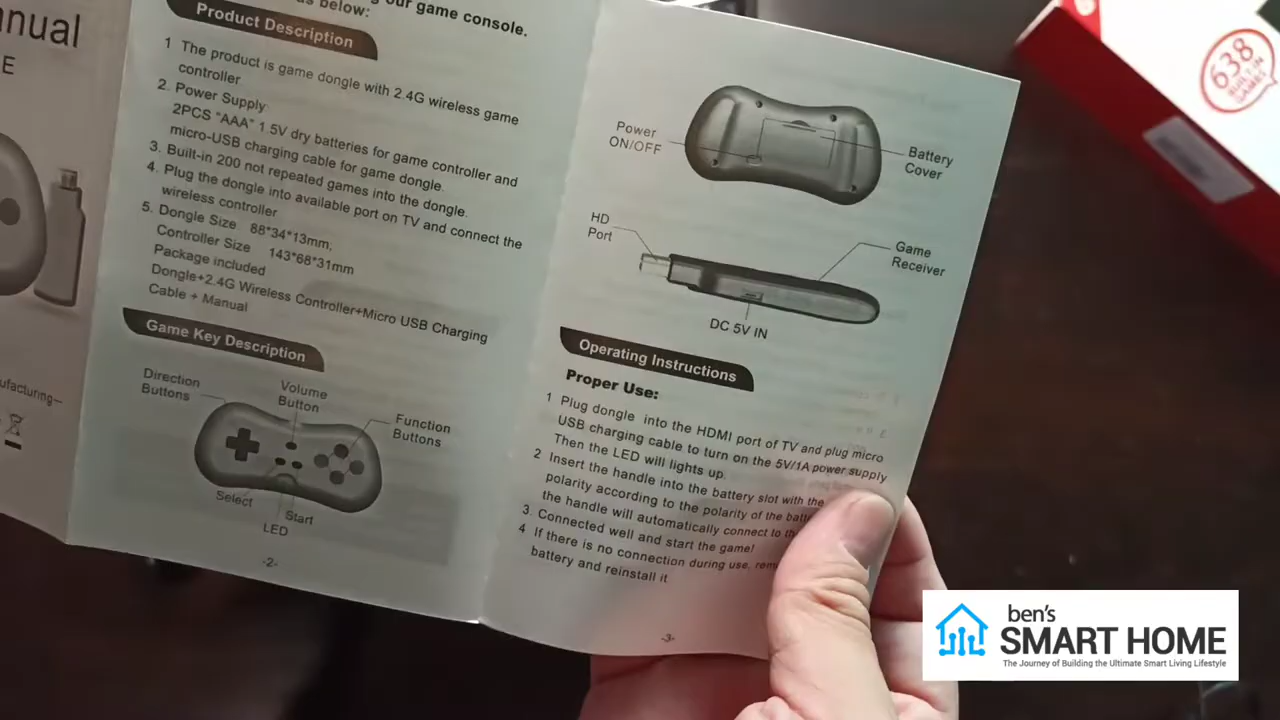 anual
E
ufacturing-
our game console.
as below:
Product Description
1 The product is game dongle with 2.4G wireless game
controller
2. Power Supply
2PCS "AAA" 1.5V dry batteries for game controller and
micro-USB charging cable for game dongle.
3. Built-in 200 not repeated games into the dongle.
4. Plug the dongle into available port on TV and connect the
wireless controller
5. Dongle Size 88*34*13mm,
Controller Size 143*68*31mm
Package included
Dongle+2.4G Wireless Controller+Micro USB Charging
Cable + Manual
Game Key Description
Direction
Buttons
Volume
Button
Function
Buttons
Select
Start
LED
-2-
Power
ON/OFF
Battery
Cover
HD
Port
Game
Receiver
DC 5V IN
Operating Instructions
Proper Use:
1 Plug dongle into the HDMI port of TV and plug micro
USB charging cable to turn on the 5V/1A power supply
Then the LED will lights up.
2 Insert the handle into the battery slot with the
polarity according to the polarity of the
the handle will automatically connect to
3. Connected well and start the game!
4 If there is no connection during use,
battery and reinstall it
-3-
638
BUILT-IN
GAMES
ben's
SMART HOME
The Journey of Building the Ultimate Smart Living Lifestyle